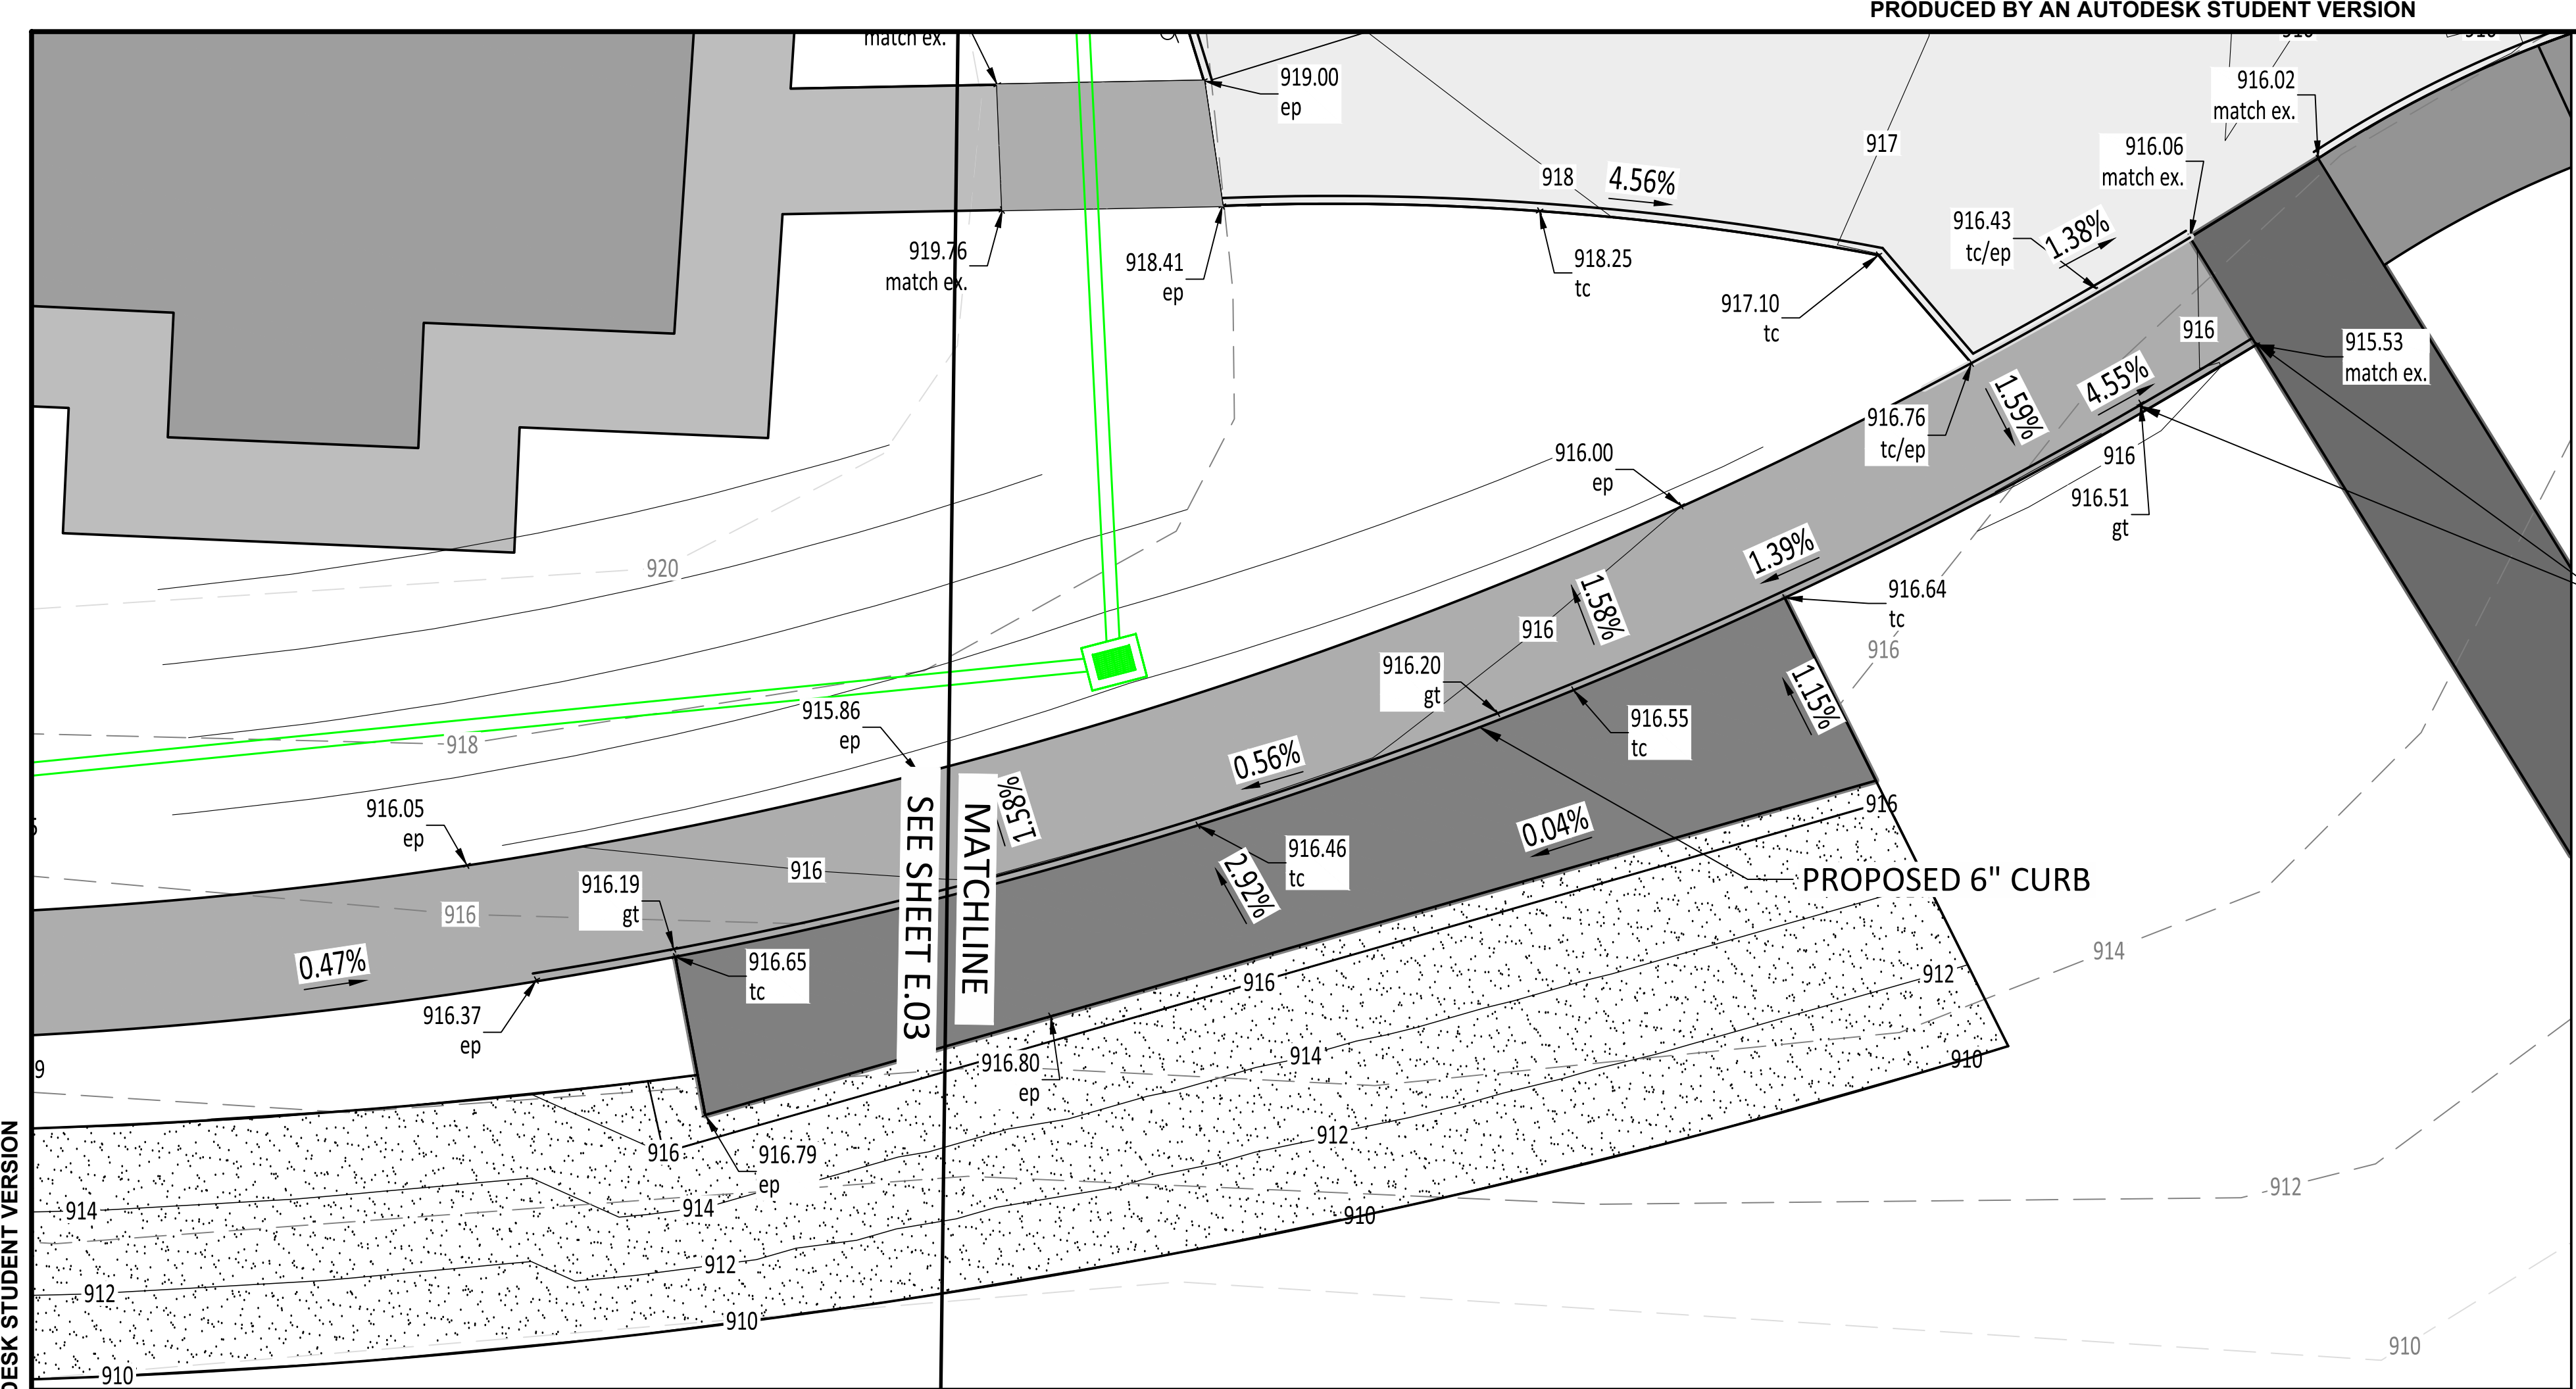 PRODUCED BY AN AUTODESK STUDENT VERSION
match ex.
919.00
ep
916.02
match ex.
917
916.06
match ex.
918
4.56%
916.43
tc/ep
1.38%
919.76
match ex.
918.41
ep
918.25
tc
917.10
tc
916
915.53
match ex.
4.55%
1.59%
916.76
tc/ep
916.00
ep
916
916.51
gt
920
1.39%
1.58%
916.64
tc
916
916
916.20
gt
1.15%
915.86
ep
918
916.55
tc
0.56%
1.58%
916.05
ep
SEE SHEET E.03
MATCHLINE
916
0.04%
916.46
tc
2.92%
916
PROPOSED 6" CURB
916.19
gt
916
0.47%
916.65
tc
914
912
916
916.37
ep
916.80
ep
914
910
9
912
916
916.79
ep
912
914
914
910
912
912
910
910
910
DESK STUDENT VERSION